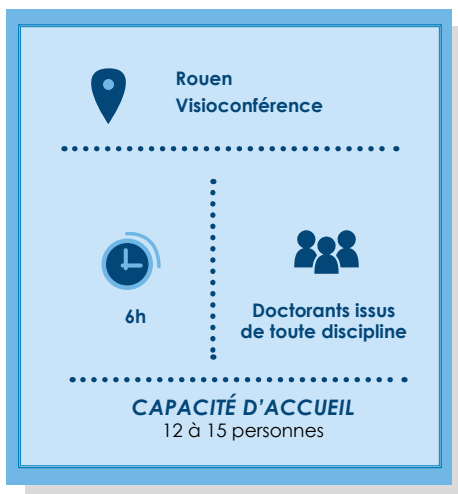 Rouen
Visioconférence
6h
Doctorants issus
de toute discipline
CAPACITÉ D'ACCUEIL
12 à 15 personnes